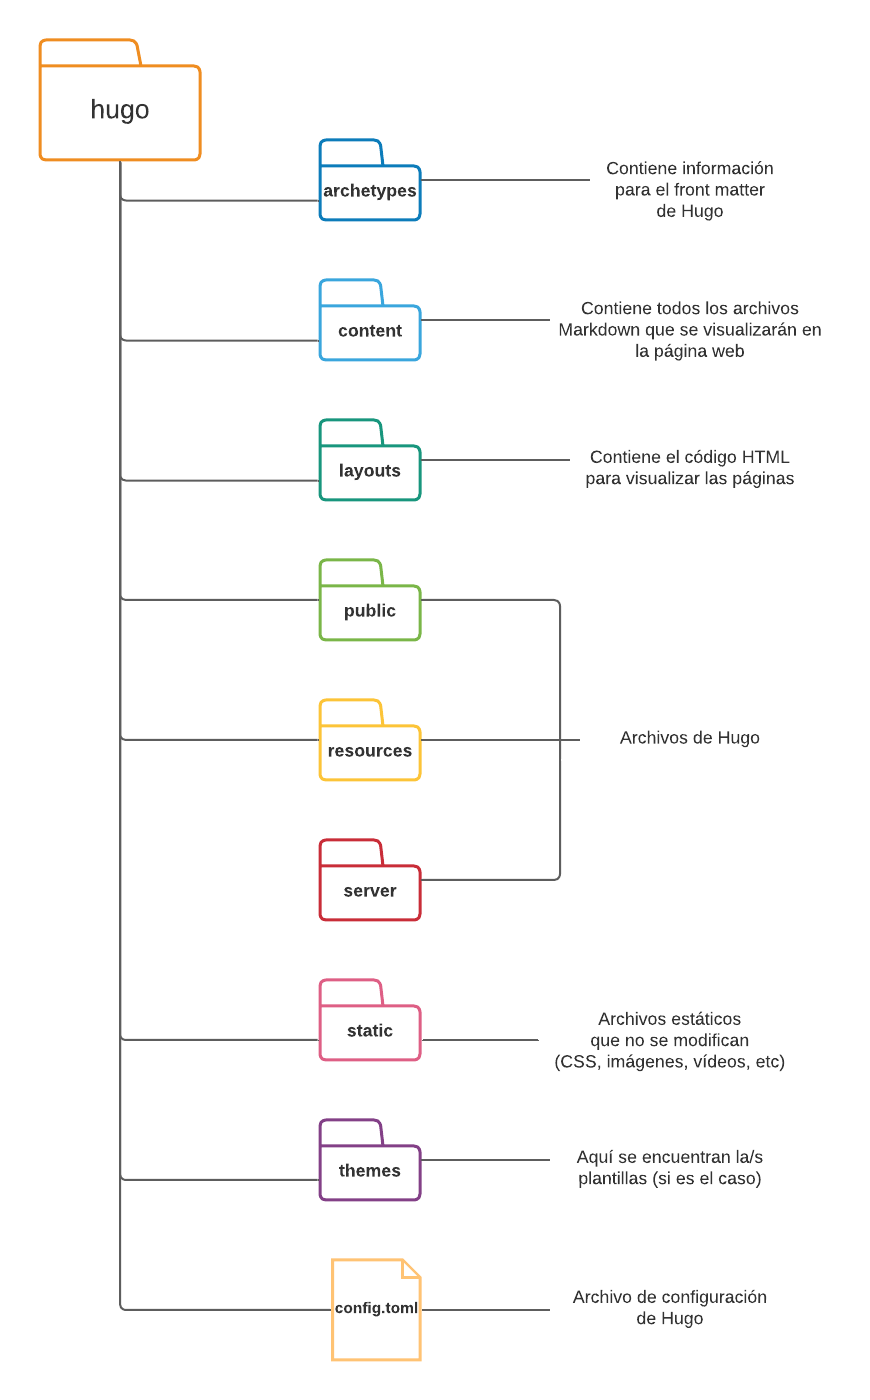 hugo
archetypes
Contiene información
para el front matter
de Hugo
content
Contiene todos los archivos
Markdown que se visualizarán en
la página web
layouts
Contiene el código HTML
para visualizar las páginas
public
resources
Archivos de Hugo
server
static
Archivos estáticos
que no se modifican
(CSS, imágenes, vídeos, etc)
themes
Aquí se encuentran la/s
plantillas (si es el caso)
config.toml
Archivo de configuración
de Hugo